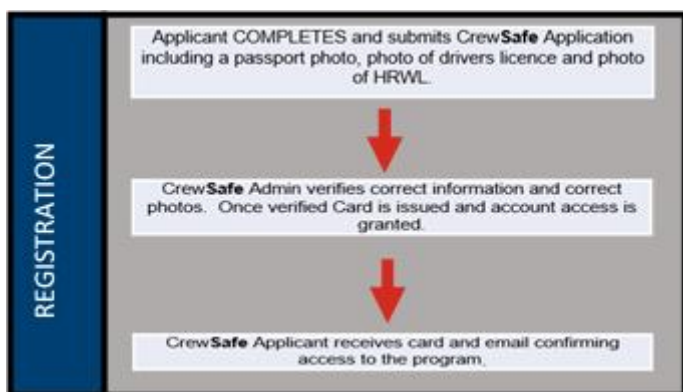 REGISTRATION
Applicant COMPLETES and submits CrewSafe Application
including a passport photo, photo of drivers licence and photo
of HRWL.
CrewSafe Admin verifies correct information and correct
photos. Once verified Card is issued and account access is
granted.
CrewSafe Applicant receives card and email confirming
access to the program.